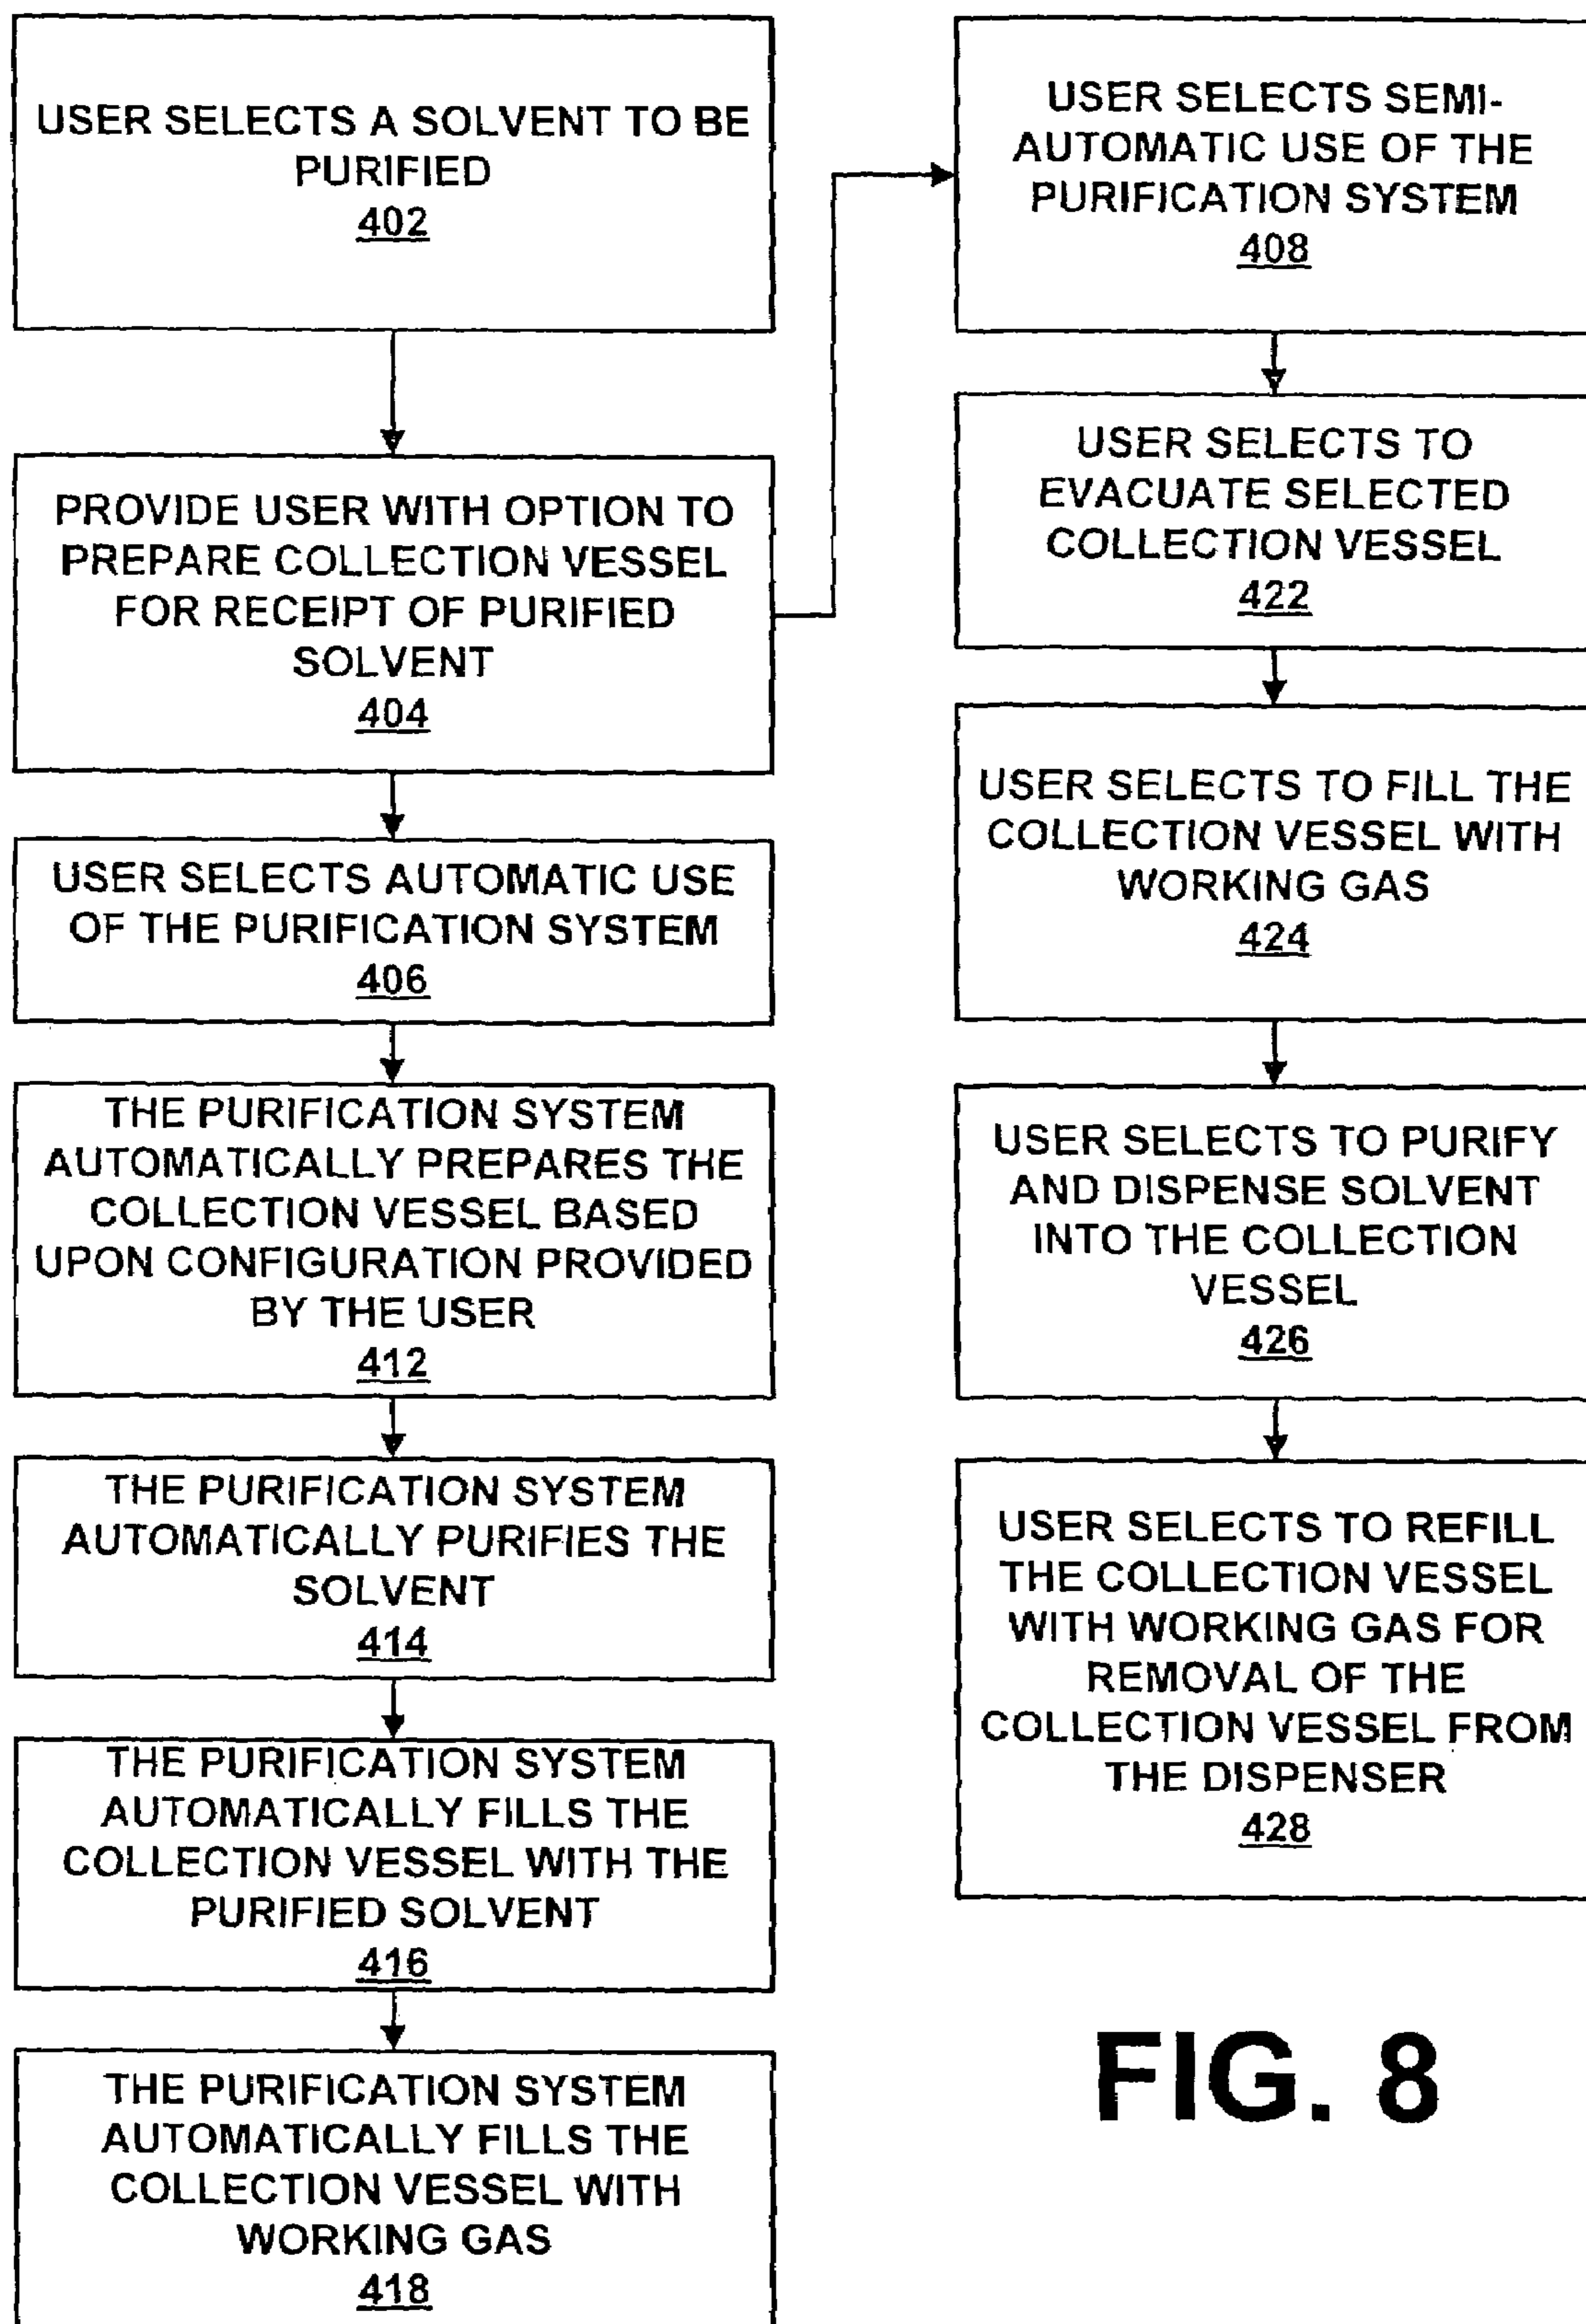 USER SELECTS A SOLVENT TO BE
PURIFIED
402
PROVIDE USER WITH OPTION TO
PREPARE COLLECTION VESSEL
FOR RECEIPT OF PURIFIED
SOLVENT
404
USER SELECTS AUTOMATIC USE
OF THE PURIFICATION SYSTEM
406
THE PURIFICATION SYSTEM
AUTOMATICALLY PREPARES THE
COLLECTION VESSEL BASED
UPON CONFIGURATION PROVIDED
BY THE USER
412
THE PURIFICATION SYSTEM
AUTOMATICALLY PURIFIES THE
SOLVENT
414
THE PURIFICATION SYSTEM
AUTOMATICALLY FILLS THE
COLLECTION VESSEL WITH THE
PURIFIED SOLVENT
416
THE PURIFICATION SYSTEM
AUTOMATICALLY FILLS THE
COLLECTION VESSEL WITH
WORKING GAS
418
USER SELECTS SEMI-
AUTOMATIC USE OF THE
PURIFICATION SYSTEM
408
USER SELECTS TO
EVACUATE SELECTED
COLLECTION VESSEL
422
USER SELECTS TO FILL THE
COLLECTION VESSEL WITH
WORKING GAS
424
USER SELECTS TO PURIFY
AND DISPENSE SOLVENT
INTO THE COLLECTION
VESSEL
426
USER SELECTS TO REFILL
THE COLLECTION VESSEL
WITH WORKING GAS FOR
REMOVAL OF THE
COLLECTION VESSEL FROM
THE DISPENSER
428
FIG. 8